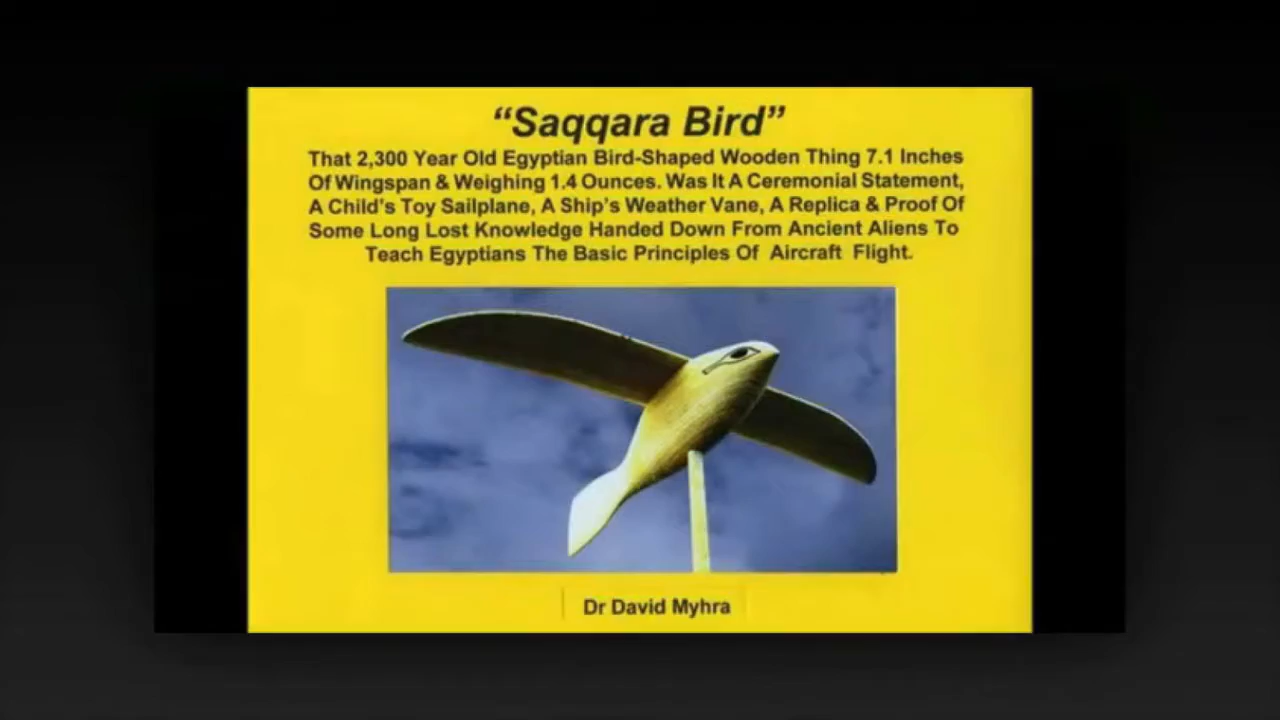 “Saqqara Bird”
That 2,300 Year Old Egyptian Bird-Shaped Wooden Thing 7.1 Inches
Of Wingspan & Weighing 1.4 Ounces. Was It A Ceremonial Statement,
A Child's Toy Sailplane, A Ship's Weather Vane, A Replica & Proof Of
Some Long Lost Knowledge Handed Down From Ancient Aliens To
Teach Egyptians The Basic Principles Of Aircraft Flight.
Dr David Myhra